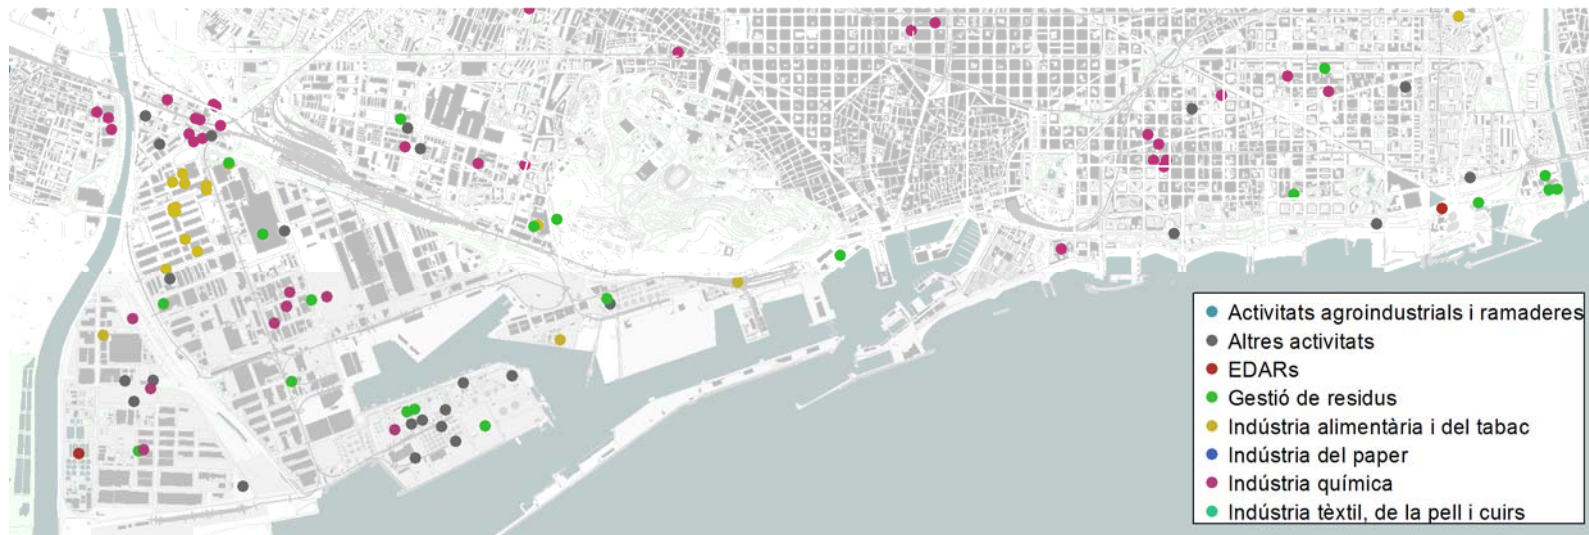 Activitats agroindustrials i ramaderes
Altres activitats
EDARs
Gestió de residus
Indústria alimentària i del tabac
Indústria del paper
Indústria química
Indústria tèxtil, de la pell i cuirs